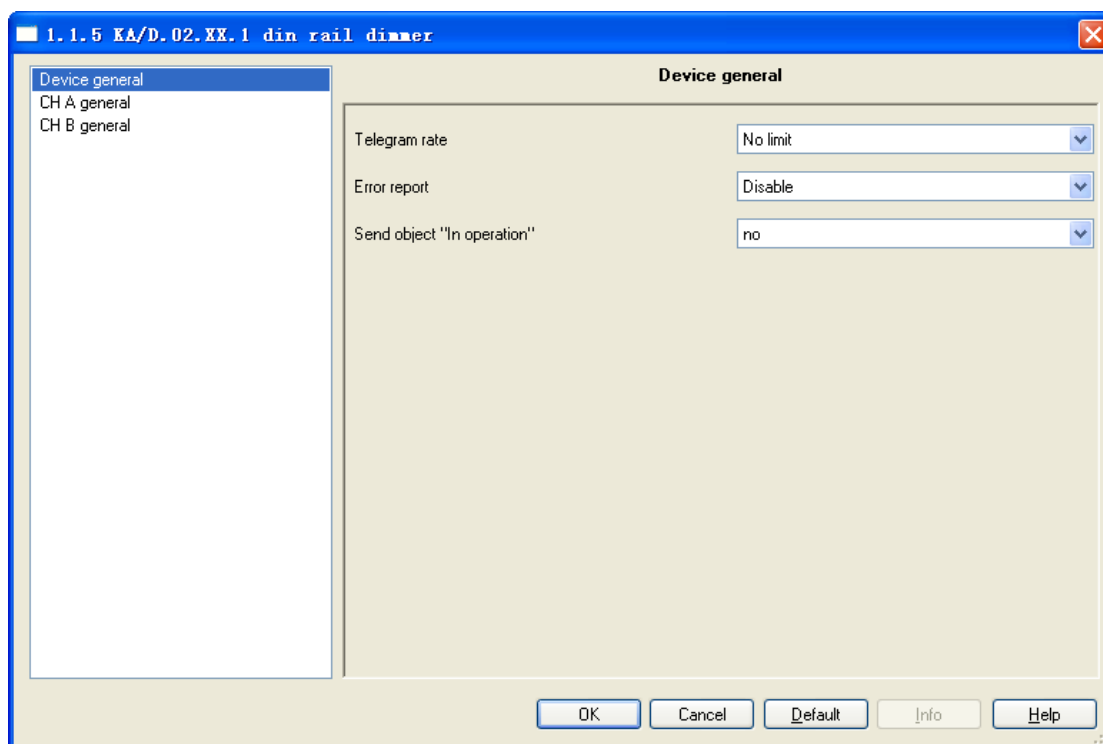 1.1.5 KA/D.02.XX.1 din rail dimmer
Device general
CH A general
CH B general
Device general
Telegram rate
No limit
Error report
Disable
Send object "In operation"
no
OK
Cancel
Default
Info
Help